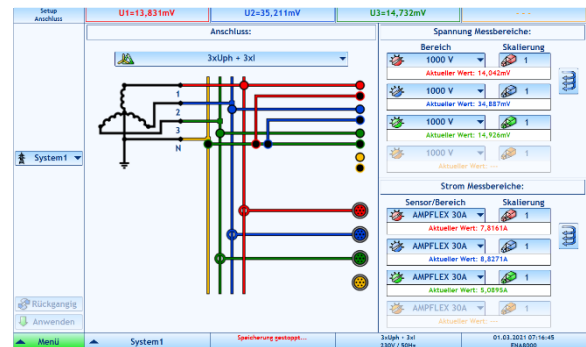 Setup
Anschluss
U1=13,831mV
U2=35,211mV
U3=14,732mV
---
Anschluss:
3xUph + 3xI
1
2
3
N
System1
Rückgangig
Anwenden
Menü
System1
Speicherung gestoppt...
3xUph + 3xI
230V / 50Hz
01.03.2021 07:16:45
ENA8000
Spannung Messbereiche:
Bereich Skalierung
1000 V 1
Aktueller Wert: 14,042mV
1000 V 1
Aktueller Wert: 34,887mV
1000 V 1
Aktueller Wert: 14,926mV
1000 V 1
Aktueller Wert: ---
Strom Messbereiche:
Sensor/Bereich Skalierung
AMPFLEX 30A 1
Aktueller Wert: 7,8161A
AMPFLEX 30A 1
Aktueller Wert: 8,8271A
AMPFLEX 30A 1
Aktueller Wert: 5,0895A
AMPFLEX 30A 1
Aktueller Wert: ---